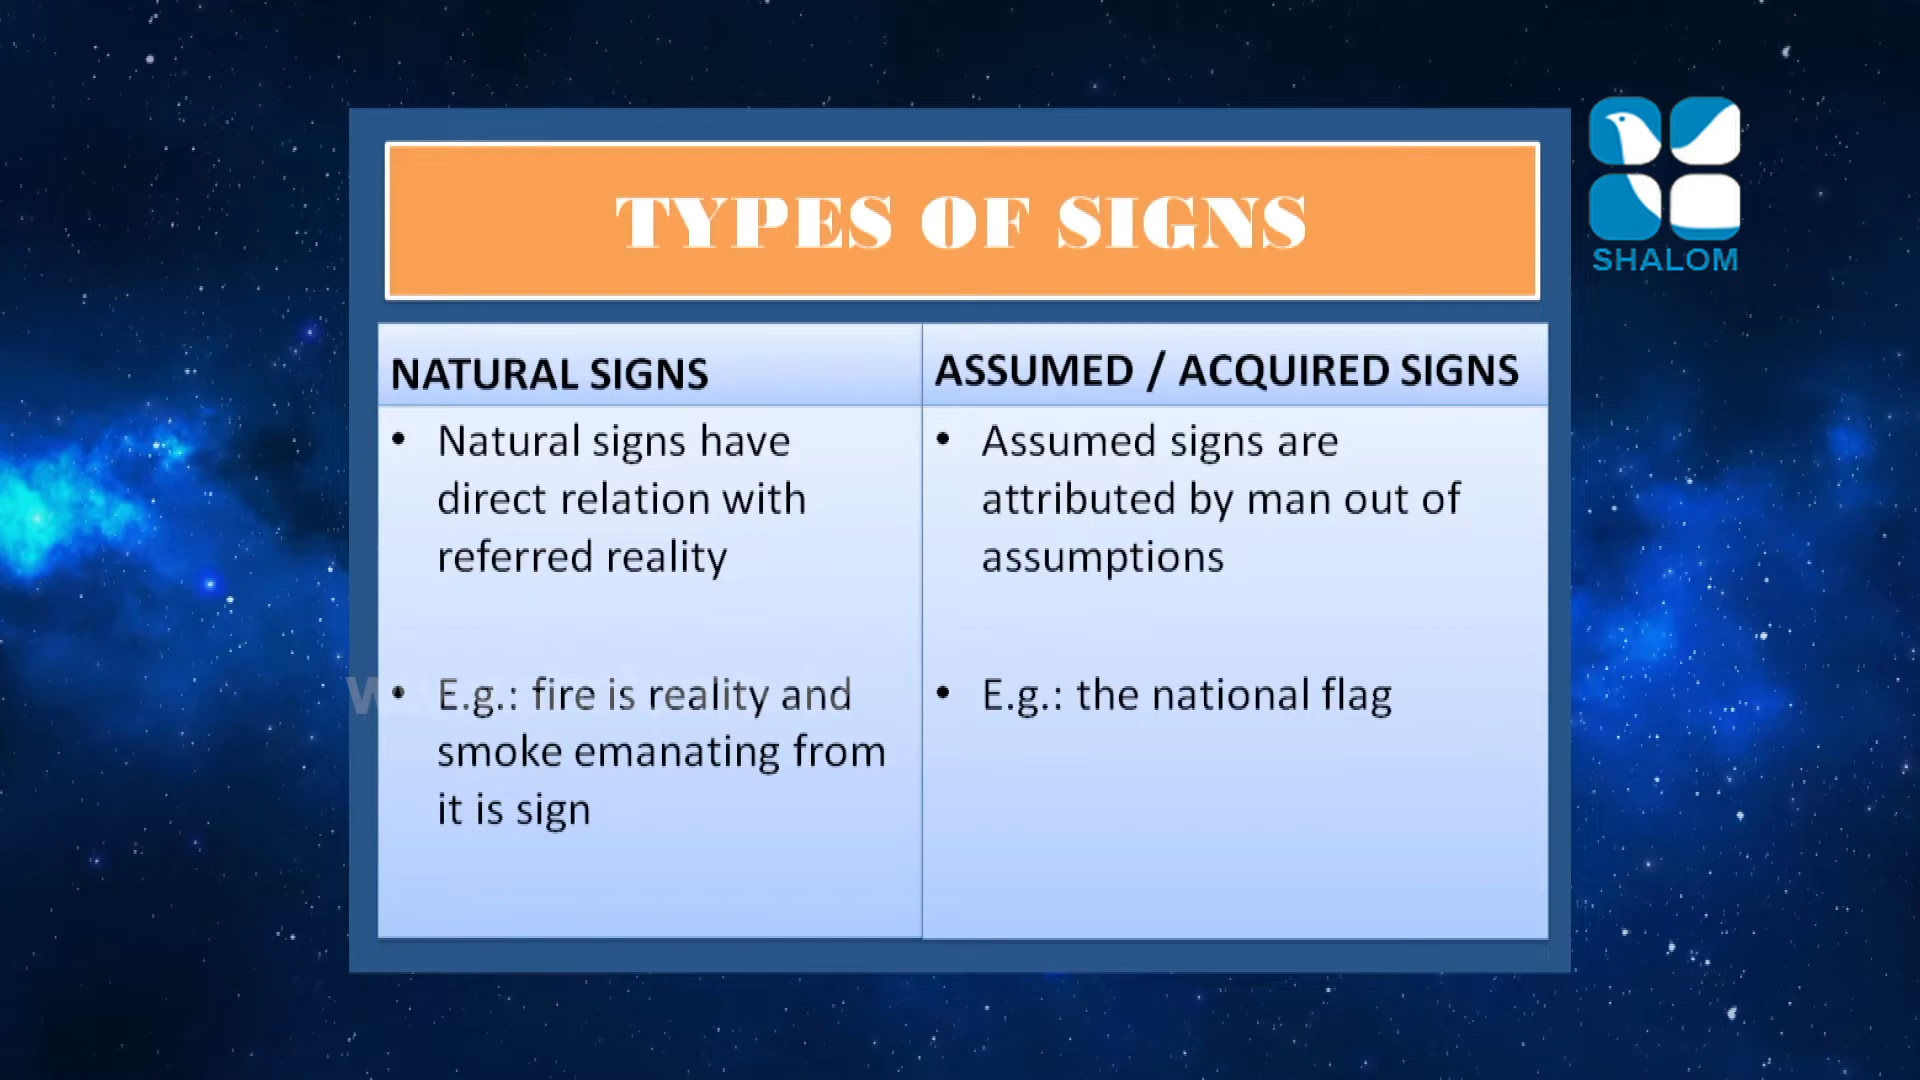 TYPES OF SIGNS
SHALOM
NATURAL SIGNS
• Natural signs have
direct relation with
referred reality
• E.g.: fire is reality and
smoke emanating from
it is sign
ASSUMED / ACQUIRED SIGNS
• Assumed signs are
attributed by man out of
assumptions
• E.g.: the national flag